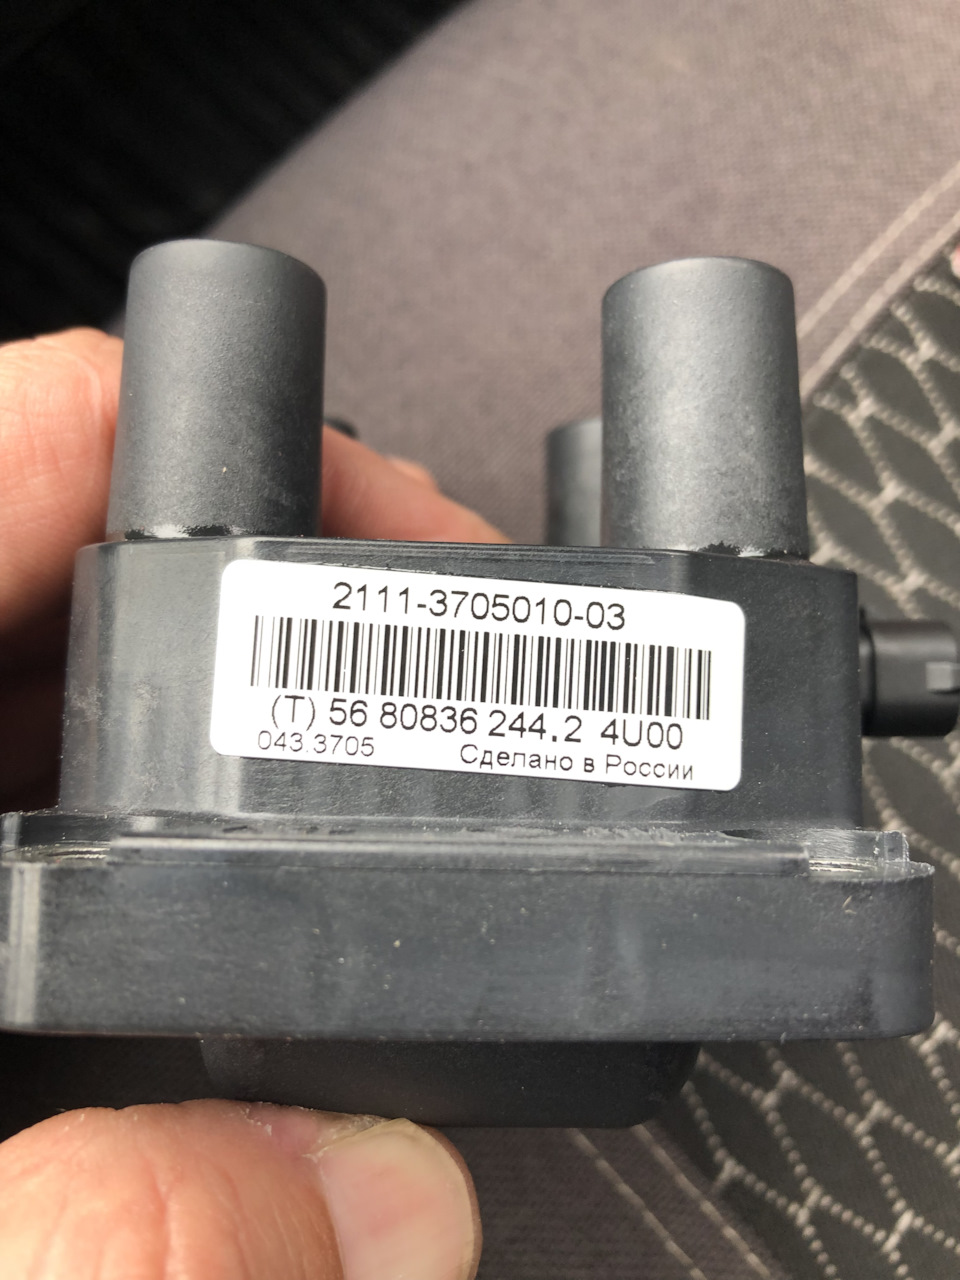 2111-3705010-03
(T) 56 80836 244.2 4U00
043.3705 Сделано в России